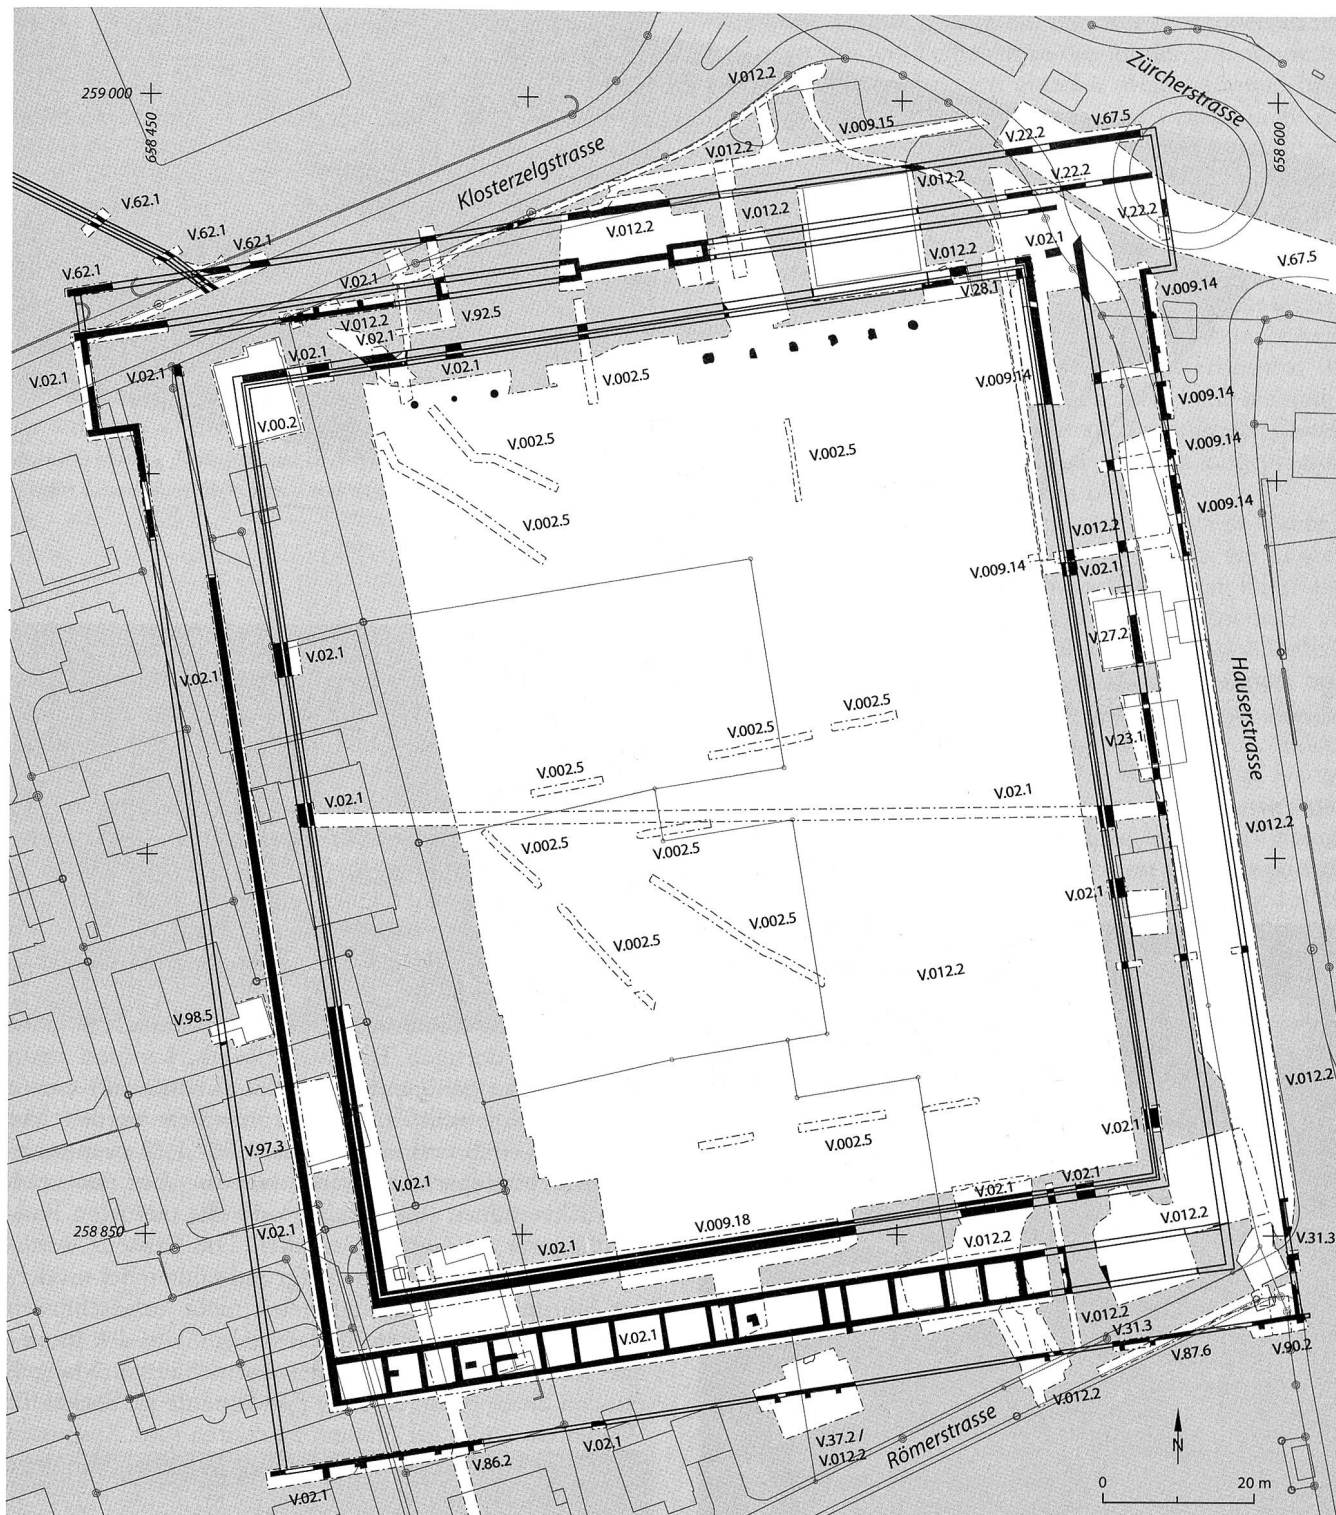 Zürcherstrasse
V.012.2
259 000
658 450
V.009.15
V.67.5
V.22.2
658 600
Klosterzelgstrasse
V.012.2
V.22.2
V.012.2
V.62.1
V.62.1
V.62.1
V.012.2
V.012.2
V.22.2
V.02.1
V.012.2
V.67.5
V.62.1
V.02.1
V.28.1
V.009.14
V.92.5
V.012.2
V.02.1
V.02.1
V.02.1
V.02.1
V.02.1
V.002.5
V.009.14
V.009.14
V.00.2
V.002.5
V.002.5
V.009.14
V.002.5
V.009.14
V.012.2
V.009.14
V.02.1
V.27.2
V.02.1
V.02.1
Hauserstrasse
V.002.5
V.002.5
V.23.1
V.002.5
V.02.1
V.02.1
V.012.2
V.002.5
V.002.5
V.02.1
V.002.5
V.002.5
V.012.2
V.98.5
V.012.2
V.02.1
V.002.5
V.97.3
V.02.1
V.02.1
V.009.18
V.012.2
258 850
V.02.1
V.02.1
V.012.2
V.31.3
V.02.1
V.012.2
V.31.3
V.87.6
V.90.2
V.012.2
Römerstrasse
V.37.2 /
V.012.2
V.02.1
V.86.2
V.02.1
N
0 20 m